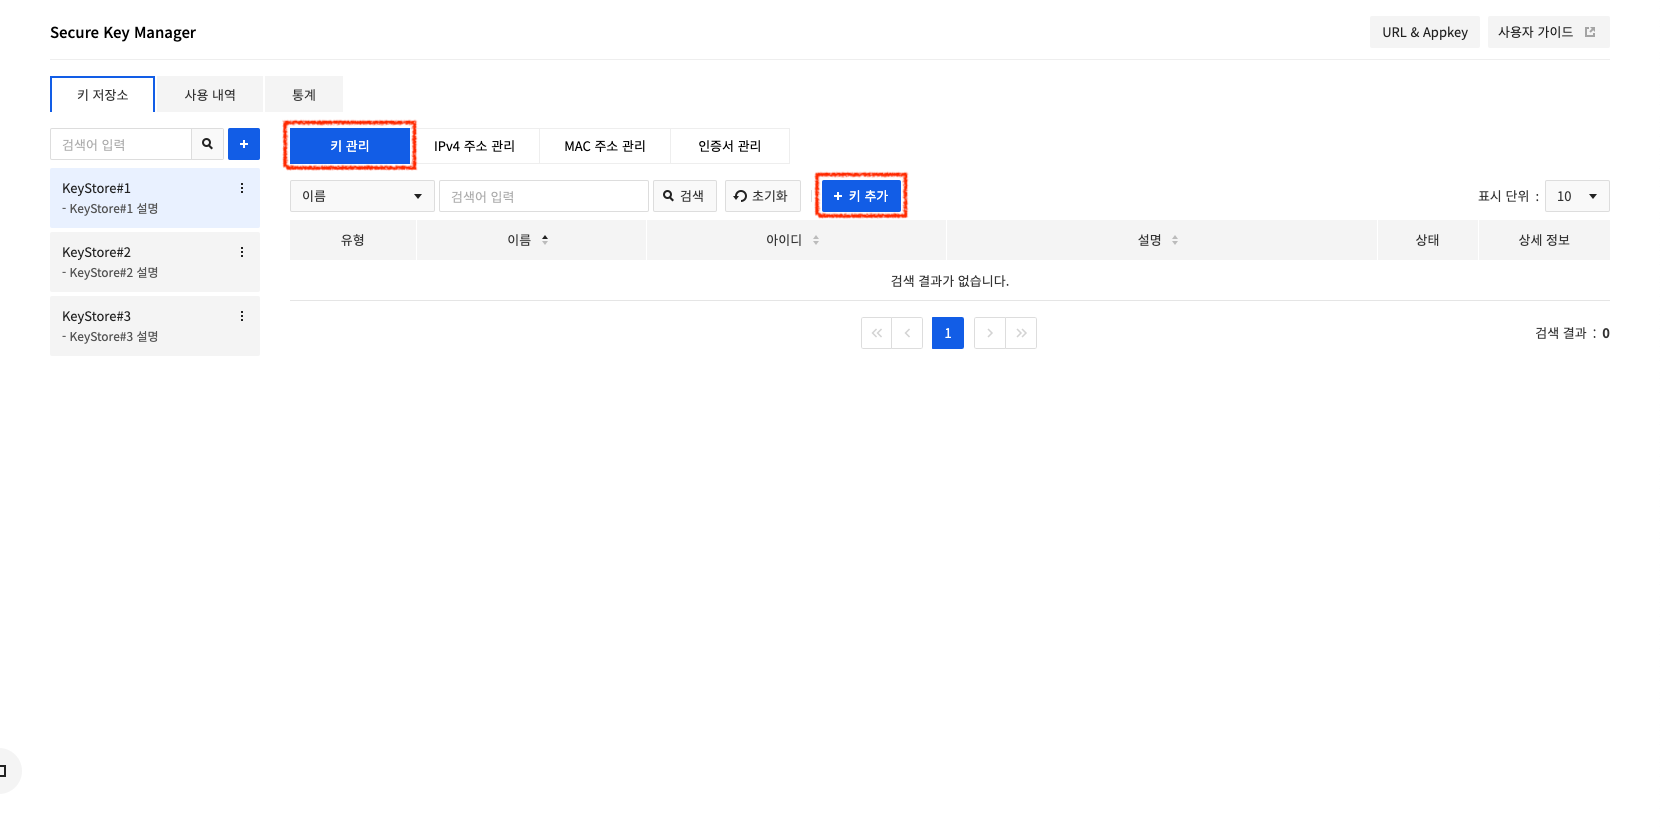 Secure Key Manager
URL & Appkey
사용자 가이드
키 저장소
사용 내역
통계
검색어 입력
+
KeyStore#1
- KeyStore#1 설명
KeyStore#2
- KeyStore#2 설명
KeyStore#3
- KeyStore#3 설명
키 관리
IPv4 주소 관리
MAC 주소 관리
인증서 관리
이름
검색어 입력
검색
초기화
+ 키 추가
표시 단위 : 10
유형 이름 아이디 설명 상태 상세 정보
검색 결과가 없습니다.
1
검색 결과 : 0